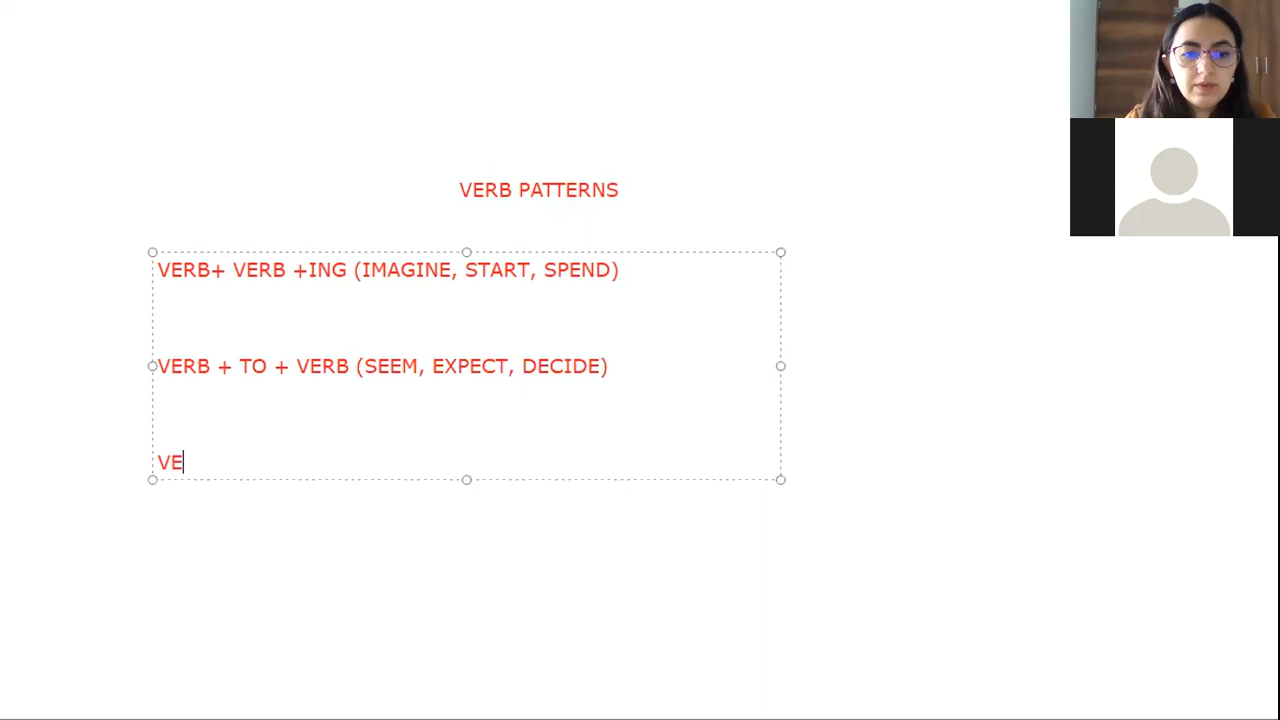 VERB PATTERNS
VERB+ VERB +ING (IMAGINE, START, SPEND)
VERB + TO + VERB (SEEM, EXPECT, DECIDE)
VE